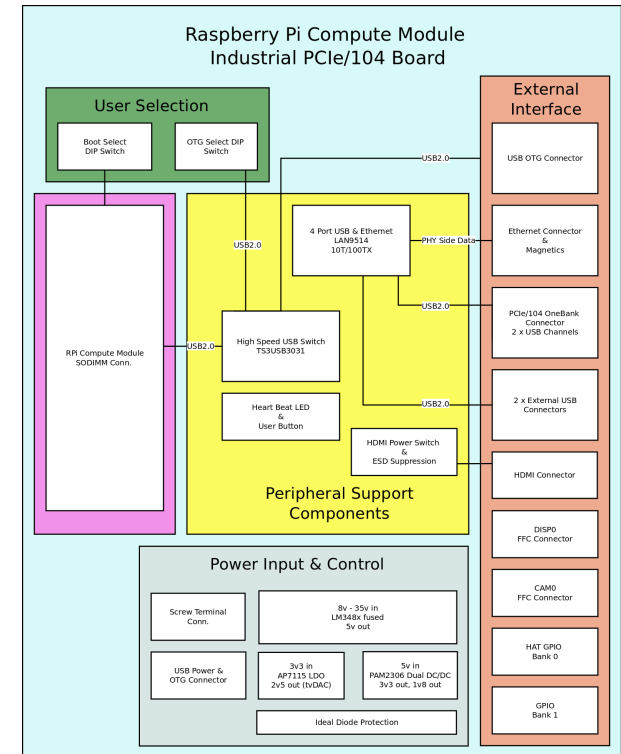 Raspberry Pi Compute Module
Industrial PCIe/104 Board
User Selection
Boot Select
DIP Switch
OTG Select DIP
Switch
External
Interface
USB OTG Connector
Ethernet Connector
&
Magnetics
PCIe/104 OneBank
Connector
2 x USB Channels
2 x External USB
Connectors
HDMI Connector
DISP0
FFC Connector
CAM0
FFC Connector
HAT GPIO
Bank 0
GPIO
Bank 1
RPi Compute Module
SODIMM Conn.
4 Port USB & Ethernet
LAN9514
10T/100TX
High Speed USB Switch
TS3USB3031
Heart Beat LED
&
User Button
HDMI Power Switch
&
ESD Suppression
Peripheral Support
Components
USB2.0
PHY Side Data
USB2.0
USB2.0
USB2.0
USB2.0
Power Input & Control
Screw Terminal
Conn.
8v - 35v in
LM348x fused
5v out
USB Power &
OTG Connector
3v3 in
AP7115 LDO
2v5 out (tvDAC)
5v in
PAM2306 Dual DC/DC
3v3 out, 1v8 out
Ideal Diode Protection